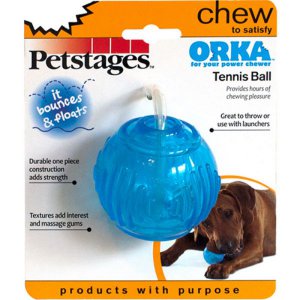 Petstages®
chew
to satisfy
ORKA
for your power chewer™
Tennis Ball
Provides hours of
chewing pleasure
it
bounces
& floats
Great to throw or
use with launchers
Durable one piece
construction
adds strength
Textures add interest
and massage gums
products with purpose